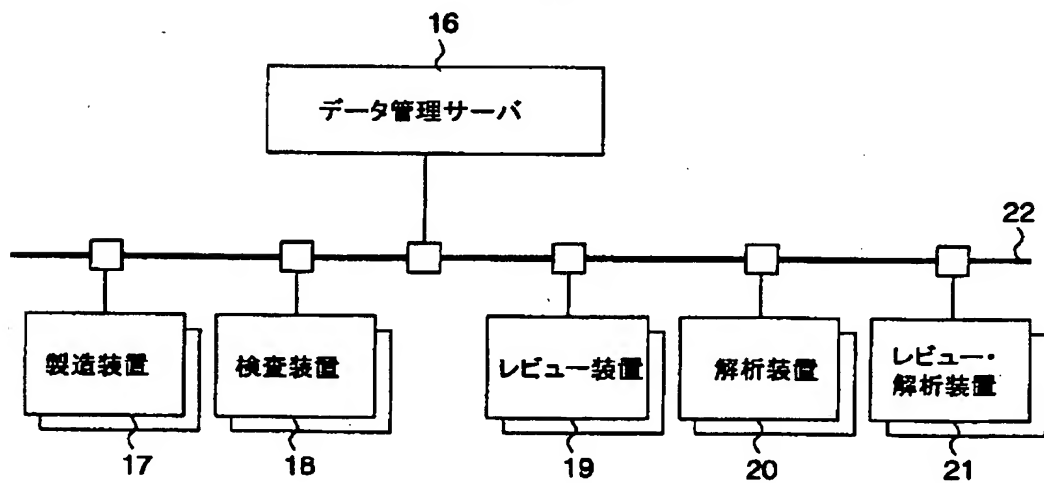 16
データ管理サーバ
22
製造装置
検査装置
レビュー装置
解析装置
レビュー・
解析装置
17
18
19
20
21